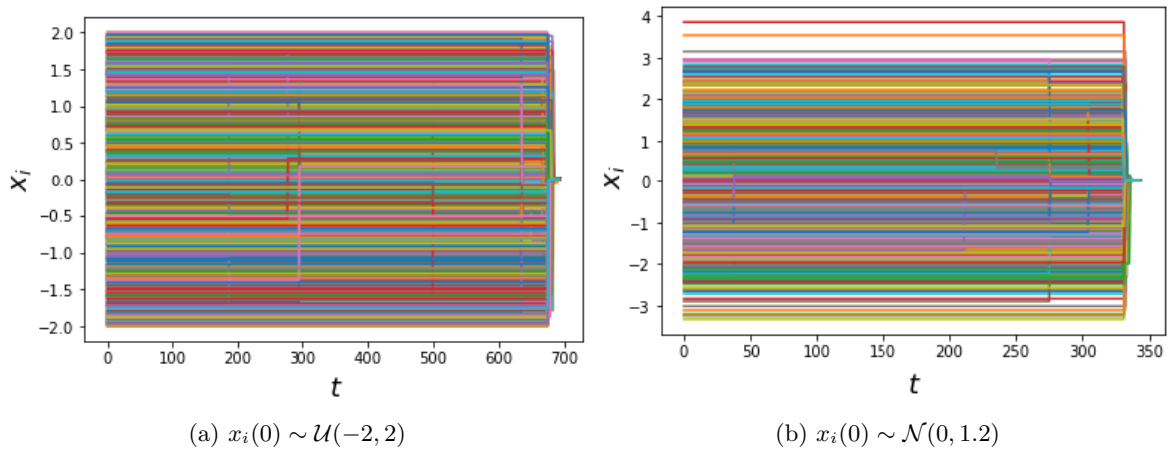 2.0
1.5
1.0
0.5
0.0
−0.5
−1.0
−1.5
−2.0
x_i
0 100 200 300 400 500 600 700
t
(a) x_i(0) ∼ 𝒰(−2, 2)
4
3
2
1
0
−1
−2
−3
x_i
0 50 100 150 200 250 300 350
t
(b) x_i(0) ∼ 𝒩(0, 1.2)